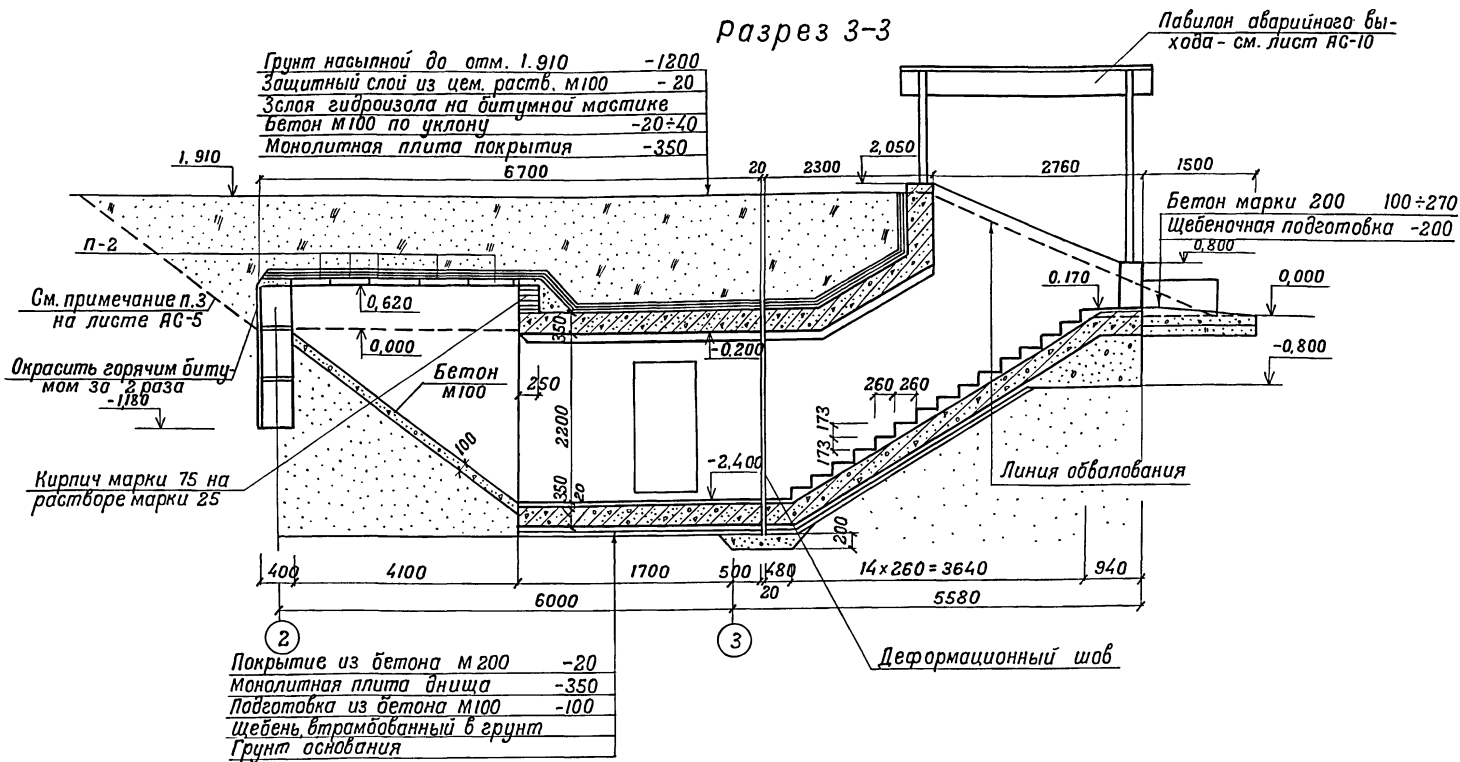 Разрез 3-3
Павилон аварийного вы-
хода - см. лист АС-10
Грунт насыпной до отм. 1.910 -1200
Защитный слой из цем. раств. М100 - 20
3слоя гидроизола на битумной мастике
Бетон М100 по уклону -20÷40
Монолитная плита покрытия -350
1,910
6700
20
2300
2,050
2760
1500
Бетон марки 200 100÷270
Щебеночная подготовка -200
0,800
П-2
См. примечание п.3
на листе АС-5
0,620
0,000
0.170
0,000
350
-0,200
-0,800
Окрасить горячим биту-
мом за 2 раза
-1,180
Бетон
М100
250
260
260
173
173
2200
100
-2,400
Линия обвалования
Кирпич марки 75 на
растворе марки 25
350
20
200
400
4100
1700
500
480
20
14×260=3640
940
6000
5580
2
3
Деформационный шов
Покрытие из бетона М200 -20
Монолитная плита днища -350
Подготовка из бетона М100 -100
Щебень, втрамбованный в грунт
Грунт основания